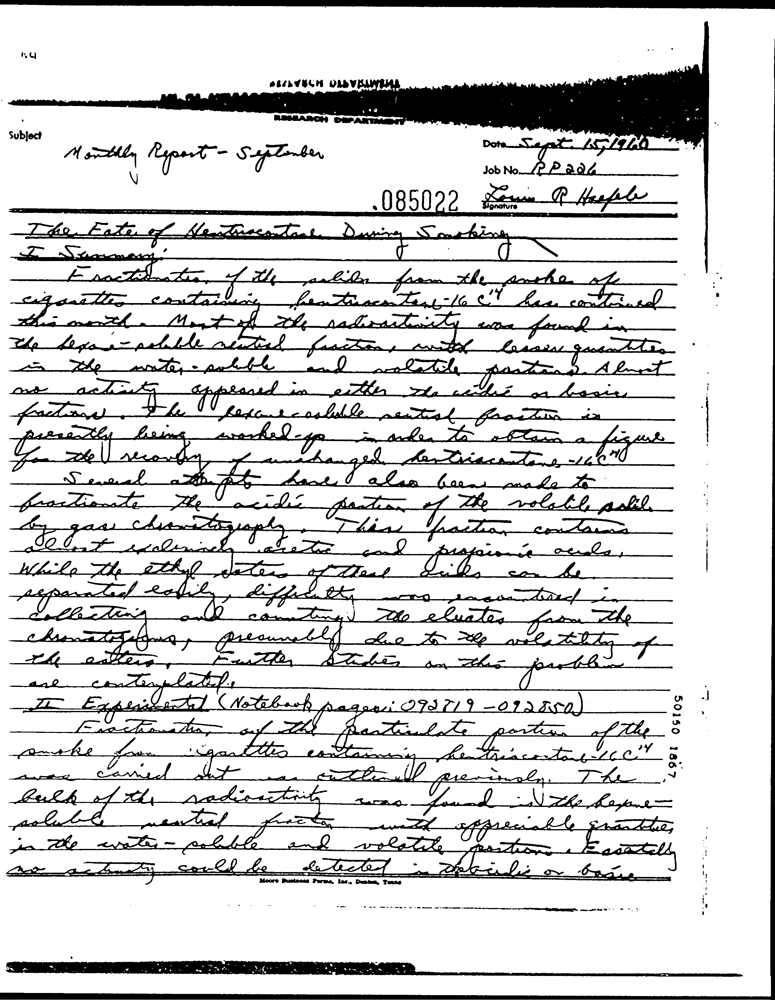 RESEARCH DEPARTMENT
RESEARCH DEPARTMENT
Subject
Monthly Report - September
Date Sept 15, 1960
Job No. RP 226
.085022
Louis R Haefele
Signature
The Fate of Hentriacontane During Smoking
I Summary:
Fractionation of the solids from the smoke of
cigarettes containing hentriacontane-16 C14 has continued
this month. Most of the radioactivity was found in
the hexane-soluble neutral fraction, with lesser quantities
in the water-soluble and volatile portions. Almost
no activity appeared in either the acidic or basic
fractions. The hexane-soluble neutral fraction is
presently being worked-up in order to obtain a figure
for the recovery of unchanged hentriacontane-16 C14
Several attempts have also been made to
fractionate the acidic portion of the volatile solids
by gas chromatography. This fraction contains
almost exclusively acetic and propionic acids.
While the ethyl esters of these acids can be
separated easily, difficulty was encountered in
collecting and counting the eluates from the
chromatograms, presumably due to the volatility of
the esters. Further studies on this problem
are contemplated.
II Experimental (Notebook pages: 092719 - 092850)
Fractionation of the particulate portion of the
smoke from cigarettes containing hentriacontane-16 C14
was carried out as outlined previously. The
bulk of the radioactivity was found in the hexane-
soluble neutral fraction with appreciable quantities
in the water-soluble and volatile portions. Essentially
no activity could be detected in the acidic or basic
Moore Business Forms, Inc., Denton, Texas
50150 1867